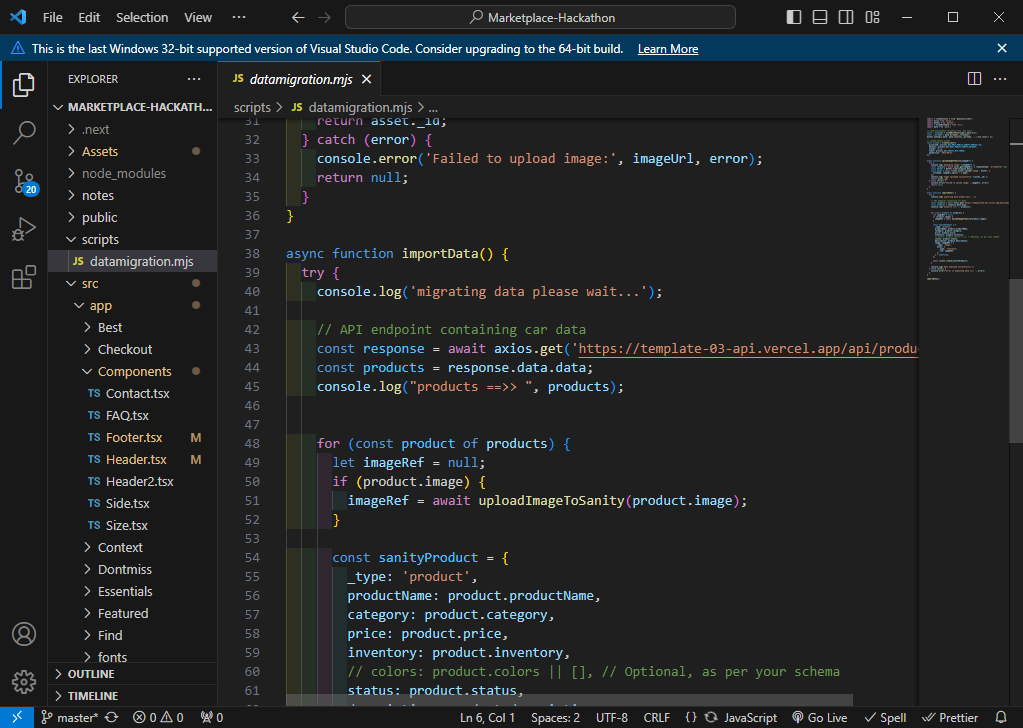 File Edit Selection View ... Marketplace-Hackathon
This is the last Windows 32-bit supported version of Visual Studio Code. Consider upgrading to the 64-bit build. Learn More
EXPLORER ...
MARKETPLACE-HACKATH...
.next
Assets
node_modules
notes
public
scripts
JS datamigration.mjs
src
app
Best
Checkout
Components
TS Contact.tsx
TS FAQ.tsx
TS Footer.tsx M
TS Header.tsx M
TS Header2.tsx
TS Side.tsx
TS Size.tsx
Context
Dontmiss
Essentials
Featured
Find
fonts
OUTLINE
TIMELINE
20
JS datamigration.mjs
scripts > JS datamigration.mjs > ...
31 return asset._id;
32 } catch (error) {
33 console.error('Failed to upload image:', imageUrl, error);
34 return null;
35 }
36 }
37
38 async function importData() {
39 try {
40 console.log('migrating data please wait...');
41
42 // API endpoint containing car data
43 const response = await axios.get('https://template-03-api.vercel.app/api/produ
44 const products = response.data.data;
45 console.log("products ==>> ", products);
46
47
48 for (const product of products) {
49 let imageRef = null;
50 if (product.image) {
51 imageRef = await uploadImageToSanity(product.image);
52 }
53
54 const sanityProduct = {
55 _type: 'product',
56 productName: product.productName,
57 category: product.category,
58 price: product.price,
59 inventory: product.inventory,
60 // colors: product.colors || [], // Optional, as per your schema
61 status: product.status,
master* 0 0 0 Ln 6, Col 1 Spaces: 2 UTF-8 CRLF {} JavaScript Go Live Spell Prettier